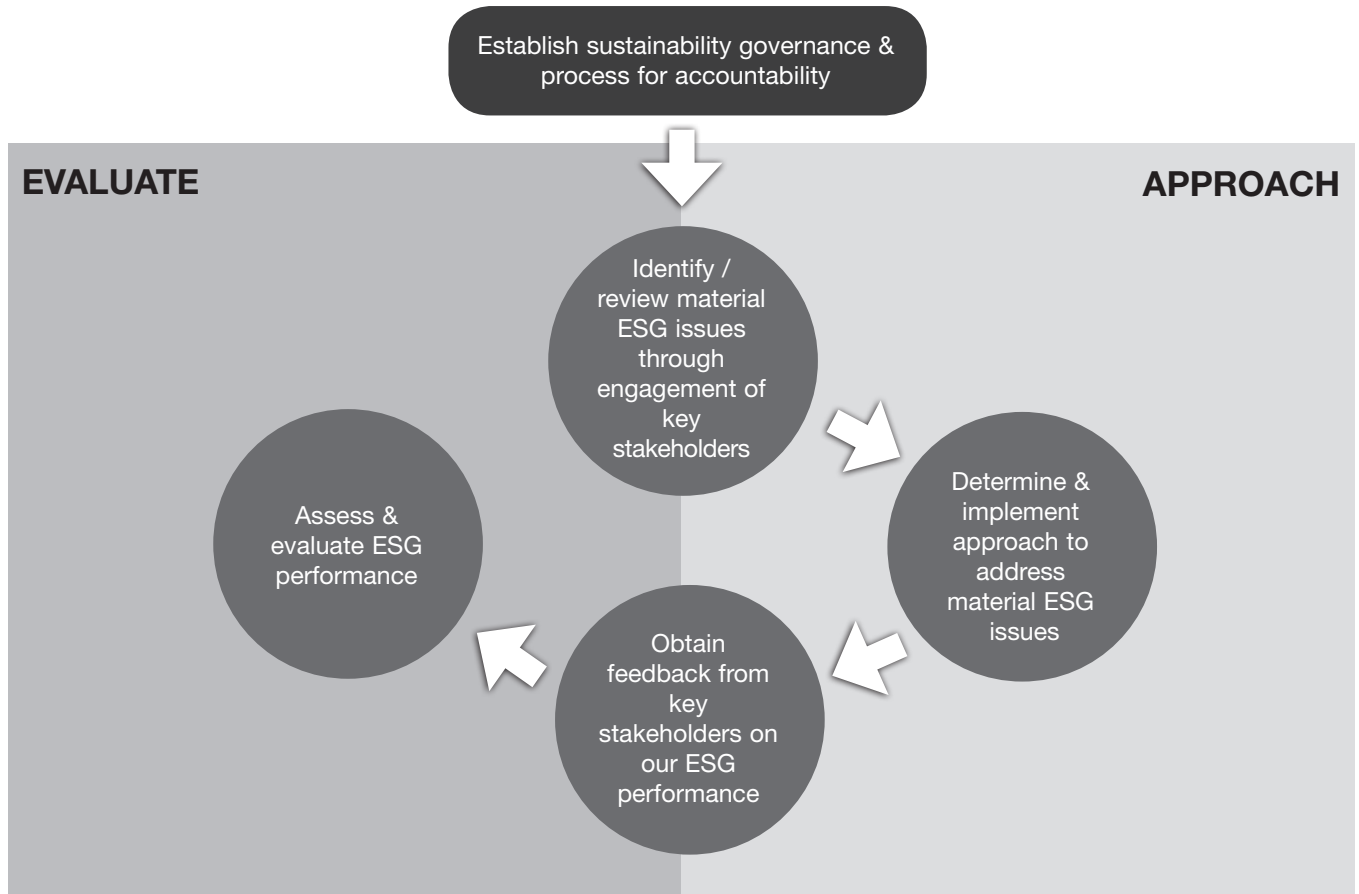 Establish sustainability governance &
process for accountability
EVALUATE
APPROACH
Identify /
review material
ESG issues
through
engagement of
key
stakeholders
Determine &
implement
approach to
address
material ESG
issues
Obtain
feedback from
key
stakeholders on
our ESG
performance
Assess &
evaluate ESG
performance